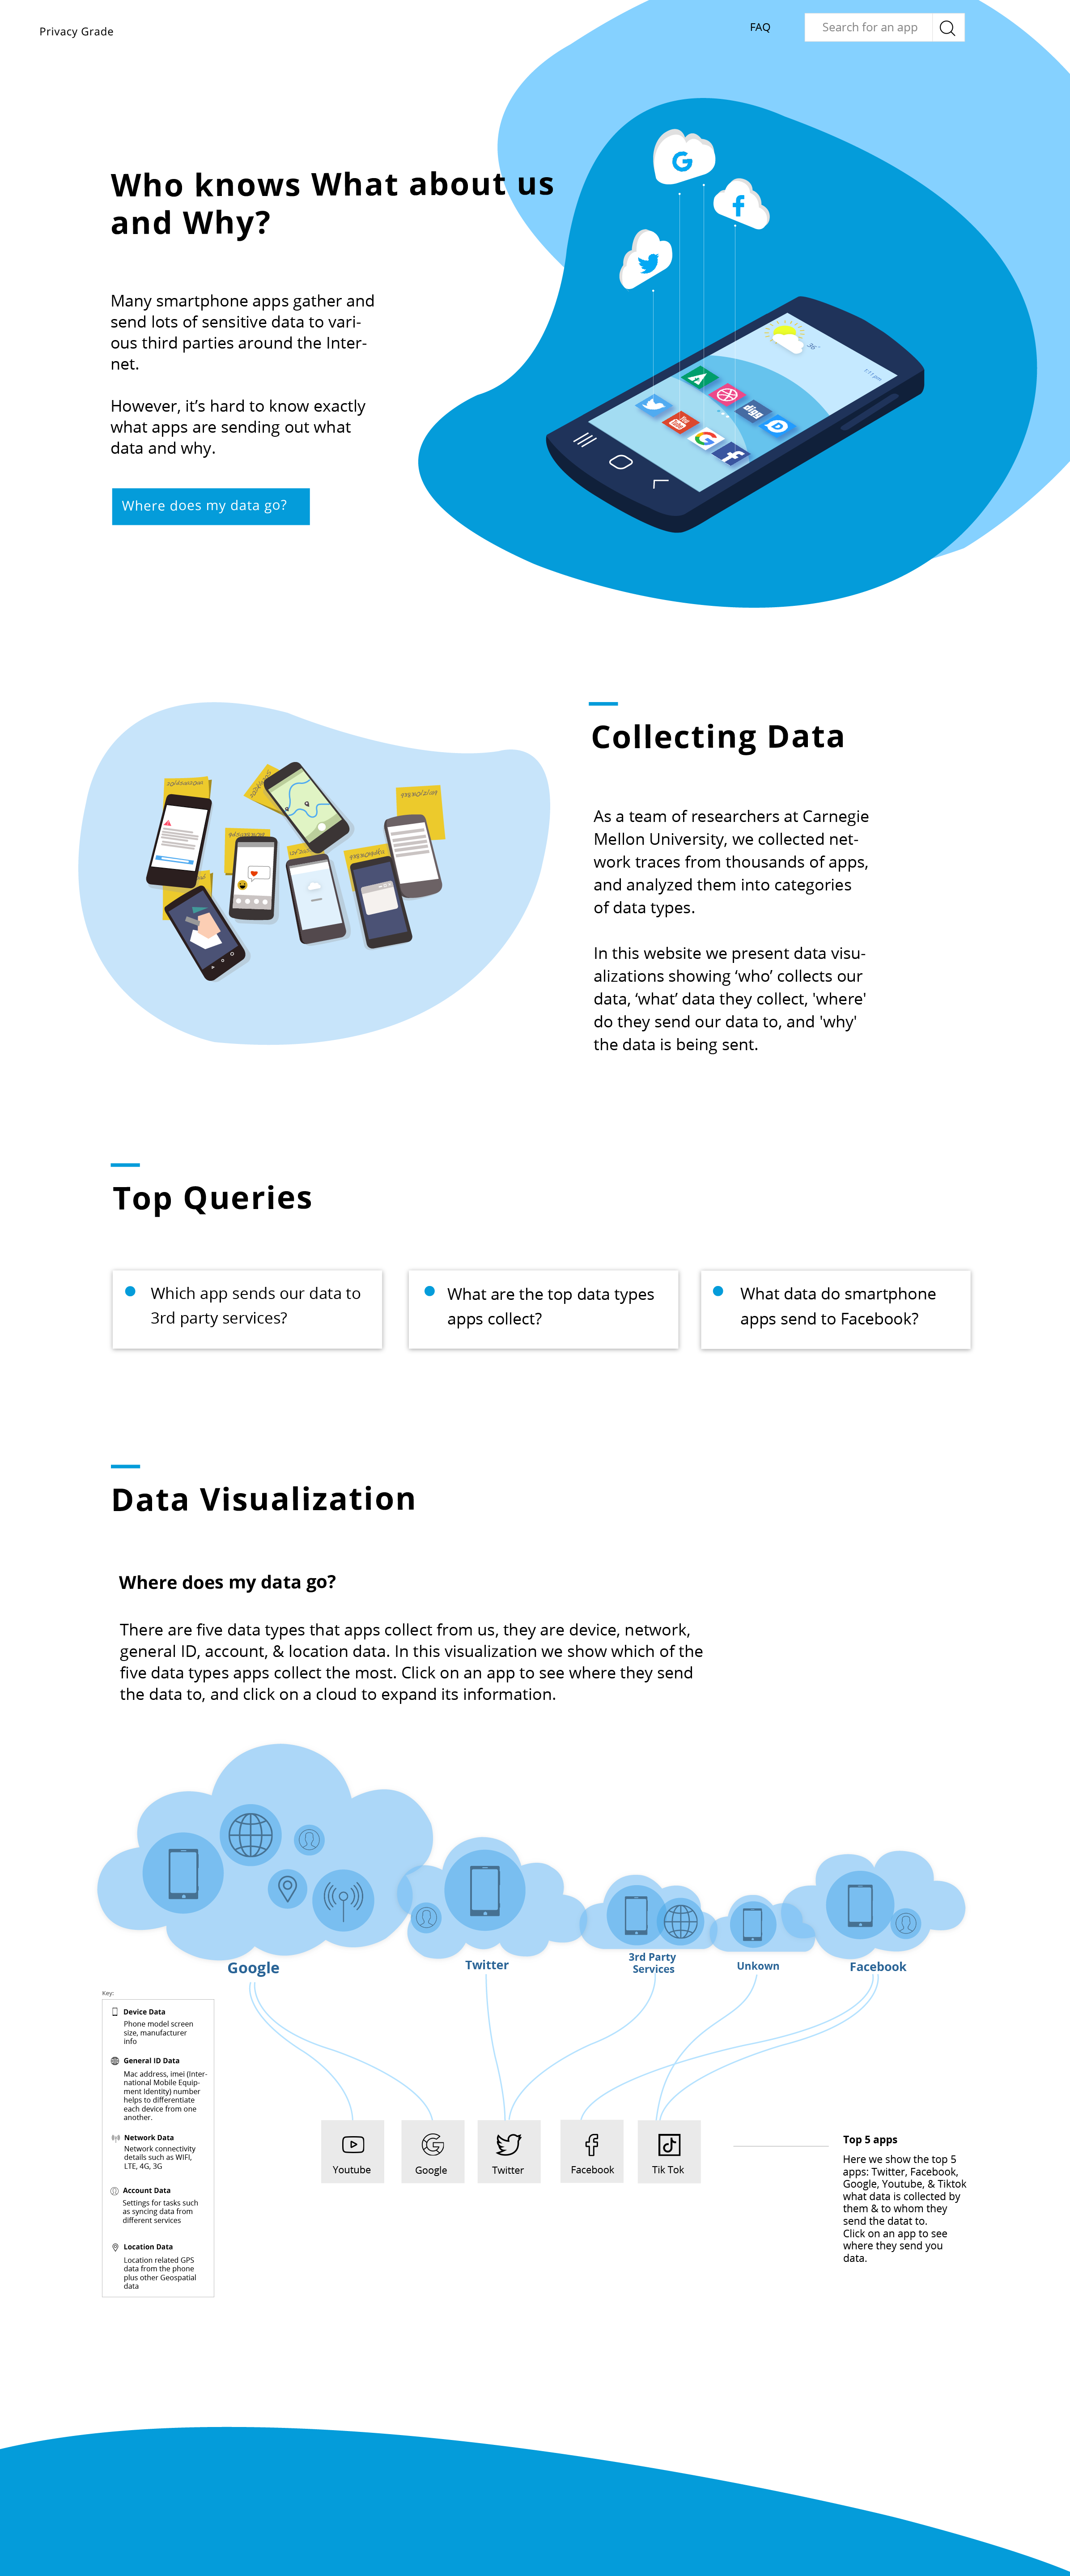 Privacy Grade
FAQ
Search for an app
Who knows What about us
and Why?
Many smartphone apps gather and
send lots of sensitive data to vari-
ous third parties around the Inter-
net.
However, it’s hard to know exactly
what apps are sending out what
data and why.
Where does my data go?
36°
digg
You
Tube
Collecting Data
As a team of researchers at Carnegie
Mellon University, we collected net-
work traces from thousands of apps,
and analyzed them into categories
of data types.
In this website we present data visu-
alizations showing ‘who’ collects our
data, ‘what’ data they collect, 'where'
do they send our data to, and 'why'
the data is being sent.
Top Queries
Which app sends our data to
3rd party services?
What are the top data types
apps collect?
What data do smartphone
apps send to Facebook?
Data Visualization
Where does my data go?
There are five data types that apps collect from us, they are device, network,
general ID, account, & location data. In this visualization we show which of the
five data types apps collect the most. Click on an app to see where they send
the data to, and click on a cloud to expand its information.
Google
Twitter
3rd Party
Services
Unkown
Facebook
Key:
Device Data
Phone model screen
size, manufacturer
info
General ID Data
Mac address, imei (Inter-
national Mobile Equip-
ment Identity) number
helps to differentiate
each device from one
another.
Network Data
Network connectivity
details such as WIFI,
LTE, 4G, 3G
Account Data
Settings for tasks such
as syncing data from
different services
Location Data
Location related GPS
data from the phone
plus other Geospatial
data
Youtube
Google
Twitter
Facebook
Tik Tok
Top 5 apps
Here we show the top 5
apps: Twitter, Facebook,
Google, Youtube, & Tiktok
what data is collected by
them & to whom they
send the datat to.
Click on an app to see
where they send you
data.